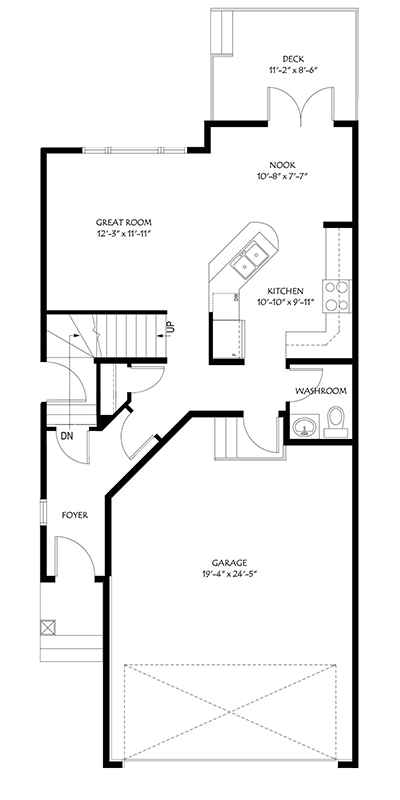 DECK
11'-2" x 8'-6"
NOOK
10'-8" x 7'-7"
GREAT ROOM
12'-3" x 11'-11"
KITCHEN
10'-10" x 9'-11"
DW
F
UP
WASHROOM
DN
FOYER
GARAGE
19'-4" x 24'-5"